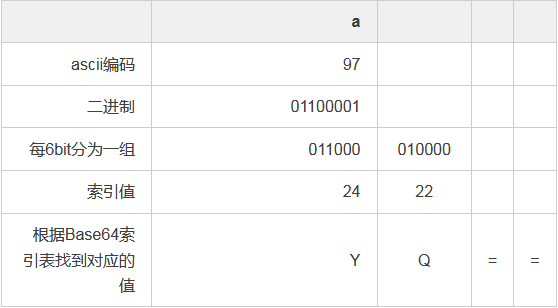 a
ascii编码 97
二进制 01100001
每6bit分为一组 011000 010000
索引值 24 22
根据Base64索
引表找到对应的
值 Y Q = =